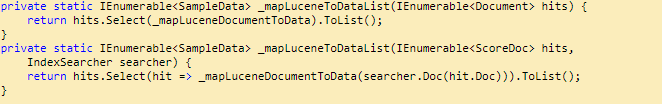 private static IEnumerable<SampleData> _mapLuceneToDataList(IEnumerable<Document> hits) {
    return hits.Select(_mapLuceneDocumentToData).ToList();
}
private static IEnumerable<SampleData> _mapLuceneToDataList(IEnumerable<ScoreDoc> hits,
    IndexSearcher searcher) {
    return hits.Select(hit => _mapLuceneDocumentToData(searcher.Doc(hit.Doc))).ToList();
}